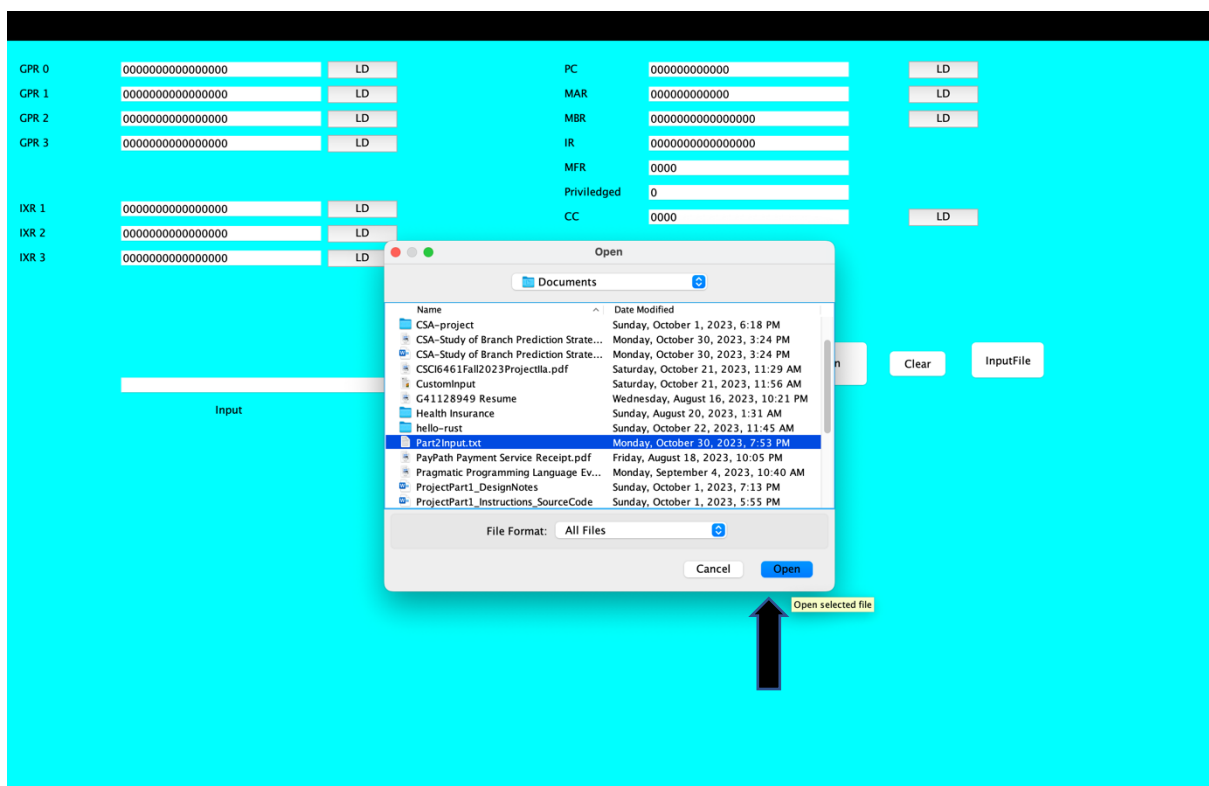 GPR 0 0000000000000000 LD PC 000000000000 LD
GPR 1 0000000000000000 LD MAR 000000000000 LD
GPR 2 0000000000000000 LD MBR 0000000000000000 LD
GPR 3 0000000000000000 LD IR 0000000000000000
MFR 0000
Priviledged 0
IXR 1 0000000000000000 LD CC 0000 LD
IXR 2 0000000000000000 LD
IXR 3 0000000000000000 LD
Open
Documents
Name Date Modified
CSA-project Sunday, October 1, 2023, 6:18 PM
CSA-Study of Branch Prediction Strate... Monday, October 30, 2023, 3:24 PM
CSA-Study of Branch Prediction Strate... Monday, October 30, 2023, 3:24 PM
CSCI6461Fall2023ProjectIIa.pdf Saturday, October 21, 2023, 11:29 AM
CustomInput Saturday, October 21, 2023, 11:56 AM
G41128949 Resume Wednesday, August 16, 2023, 10:21 PM
Health Insurance Sunday, August 20, 2023, 1:31 AM
hello-rust Sunday, October 22, 2023, 11:45 AM
Part2Input.txt Monday, October 30, 2023, 7:53 PM
PayPath Payment Service Receipt.pdf Friday, August 18, 2023, 10:05 PM
Pragmatic Programming Language Ev... Monday, September 4, 2023, 10:40 AM
ProjectPart1_DesignNotes Sunday, October 1, 2023, 7:13 PM
ProjectPart1_Instructions_SourceCode Sunday, October 1, 2023, 5:55 PM
n Clear InputFile
Input
File Format: All Files
Cancel Open
Open selected file